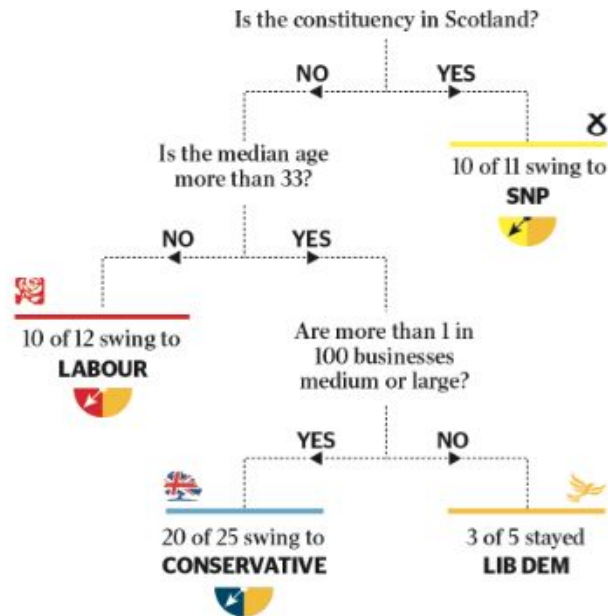 Is the constituency in Scotland?
NO
YES
Is the median age
more than 33?
10 of 11 swing to
SNP
NO
YES
10 of 12 swing to
LABOUR
Are more than 1 in
100 businesses
medium or large?
YES
NO
20 of 25 swing to
CONSERVATIVE
3 of 5 stayed
LIB DEM